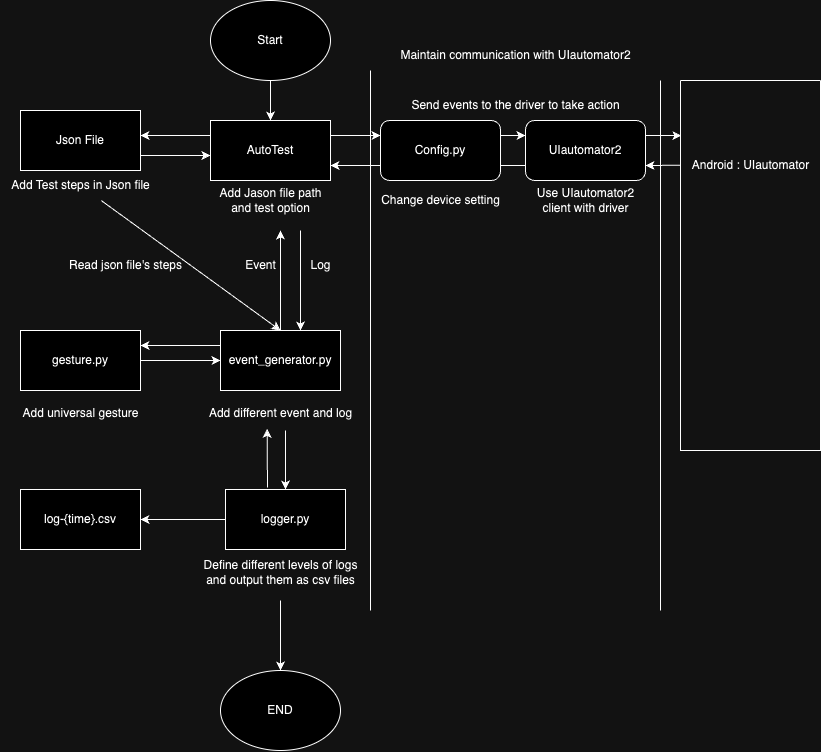 Start
Maintain communication with UIautomator2
Send events to the driver to take action
Json File
AutoTest
Config.py
UIautomator2
Android : UIautomator
Add Test steps in Json file
Add Jason file path
and test option
Change device setting
Use UIautomator2
client with driver
Read json file's steps
Event
Log
gesture.py
event_generator.py
Add universal gesture
Add different event and log
log-{time}.csv
logger.py
Define different levels of logs
and output them as csv files
END